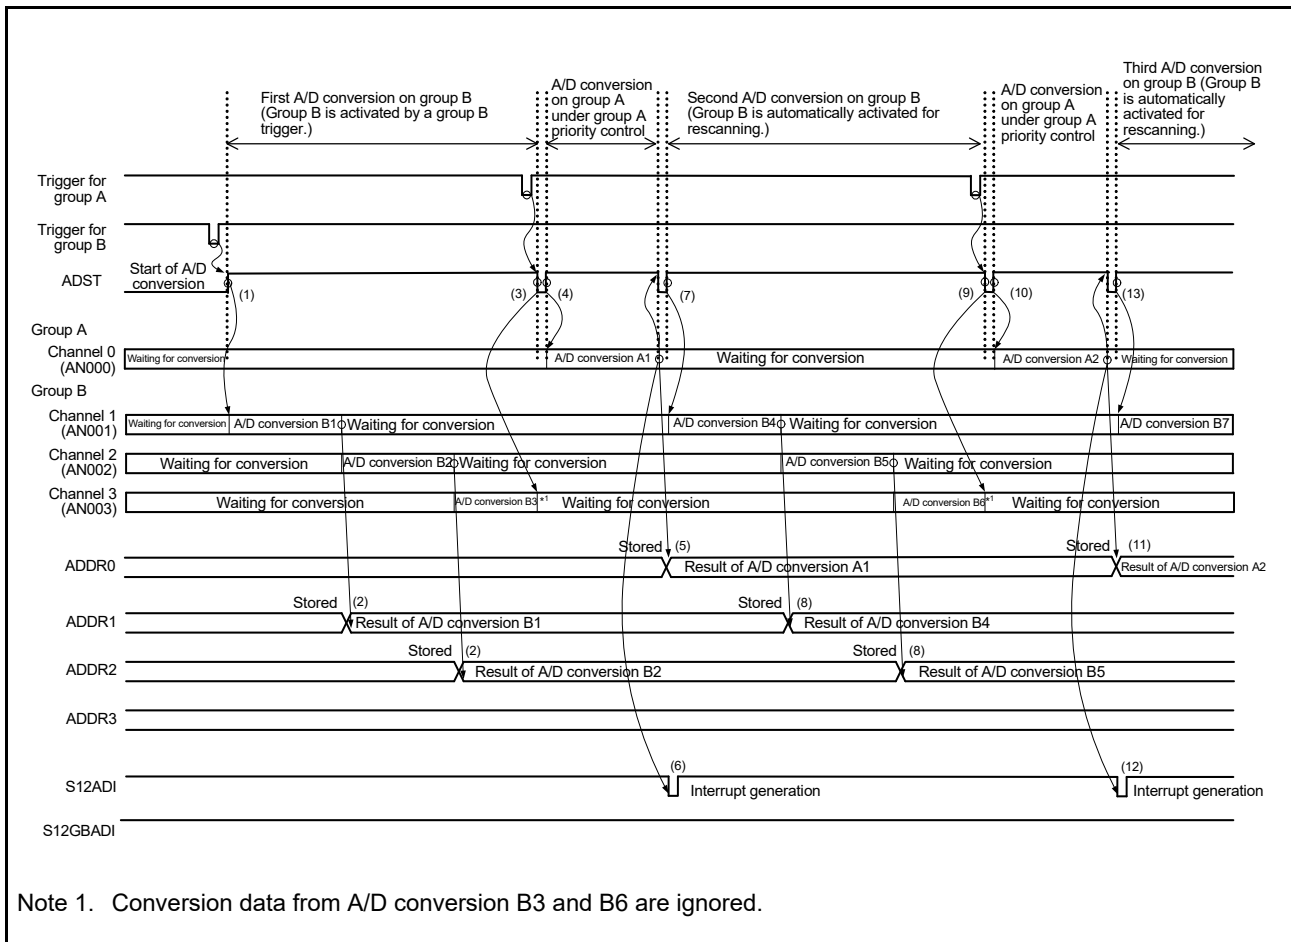 First A/D conversion on group B
(Group B is activated by a group B
trigger.)
A/D conversion
on group A
under group A
priority control
Second A/D conversion on group B
(Group B is automatically activated for
rescanning.)
A/D conversion
on group A
under group A
priority control
Third A/D conversion
on group B (Group B
is automatically
activated for
rescanning.)
Trigger for
group A
Trigger for
group B
ADST
Start of A/D
conversion
(1)
(3)
(4)
(7)
(9)
(10)
(13)
Group A
Channel 0
(AN000)
Waiting for conversion
A/D conversion A1
Waiting for conversion
A/D conversion A2
Waiting for conversion
Group B
Channel 1
(AN001)
Waiting for conversion
A/D conversion B1
Waiting for conversion
A/D conversion B4
Waiting for conversion
A/D conversion B7
Channel 2
(AN002)
Waiting for conversion
A/D conversion B2
Waiting for conversion
A/D conversion B5
Waiting for conversion
Channel 3
(AN003)
Waiting for conversion
A/D conversion B3 *1
Waiting for conversion
A/D conversion B6*1
Waiting for conversion
ADDR0
Stored
(5)
Result of A/D conversion A1
Stored
(11)
Result of A/D conversion A2
ADDR1
Stored
(2)
Result of A/D conversion B1
Stored
(8)
Result of A/D conversion B4
ADDR2
Stored
(2)
Result of A/D conversion B2
Stored
(8)
Result of A/D conversion B5
ADDR3
S12ADI
(6)
Interrupt generation
(12)
Interrupt generation
S12GBADI
Note 1. Conversion data from A/D conversion B3 and B6 are ignored.